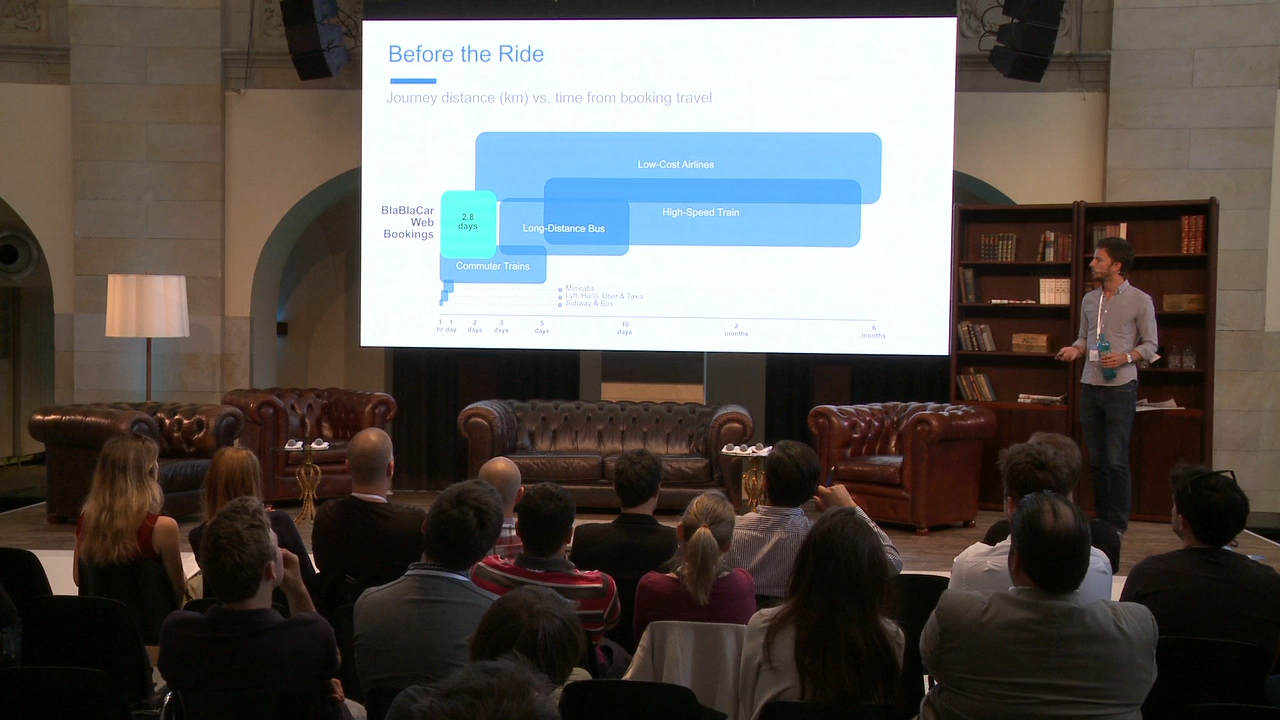 Before the Ride
Journey distance (km) vs. time from booking travel
Low-Cost Airlines
High-Speed Train
BlaBlaCar
Web
Bookings
2.8
days
Long-Distance Bus
Commuter Trains
Minicabs
Lyft, Hailo, Uber & Taxis
Subway & Bus
1
hr
1
day
2
days
3
days
5
days
10
days
2
months
6
months